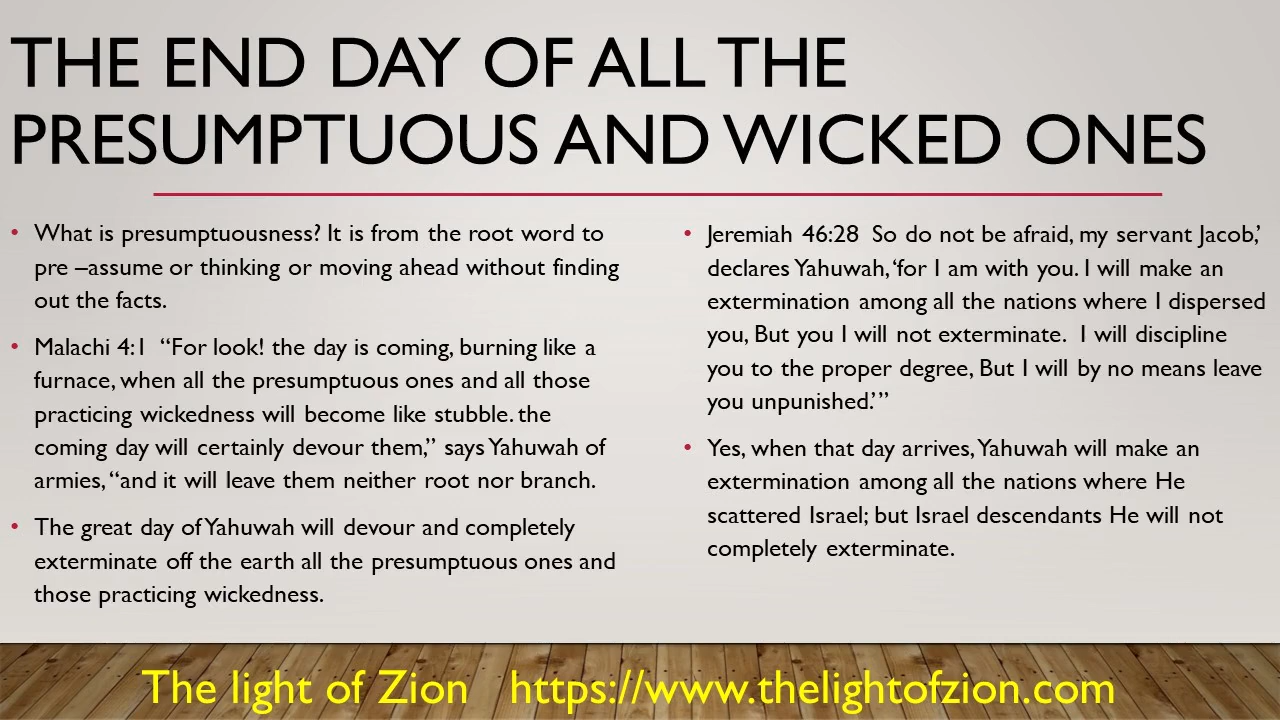 THE END DAY OF ALL THE
PRESUMPTUOUS AND WICKED ONES
• What is presumptuousness? It is from the root word to
pre –assume or thinking or moving ahead without finding
out the facts.
• Malachi 4:1  “For look! the day is coming, burning like a
furnace, when all the presumptuous ones and all those
practicing wickedness will become like stubble. the
coming day will certainly devour them,” says Yahuwah of
armies, “and it will leave them neither root nor branch.
• The great day of Yahuwah will devour and completely
exterminate off the earth all the presumptuous ones and
those practicing wickedness.
• Jeremiah 46:28  So do not be afraid, my servant Jacob,’
declares Yahuwah, ‘for I am with you. I will make an
extermination among all the nations where I dispersed
you, But you I will not exterminate.  I will discipline
you to the proper degree, But I will by no means leave
you unpunished.’”
• Yes, when that day arrives, Yahuwah will make an
extermination among all the nations where He
scattered Israel; but Israel descendants He will not
completely exterminate.
The light of Zion   https://www.thelightofzion.com